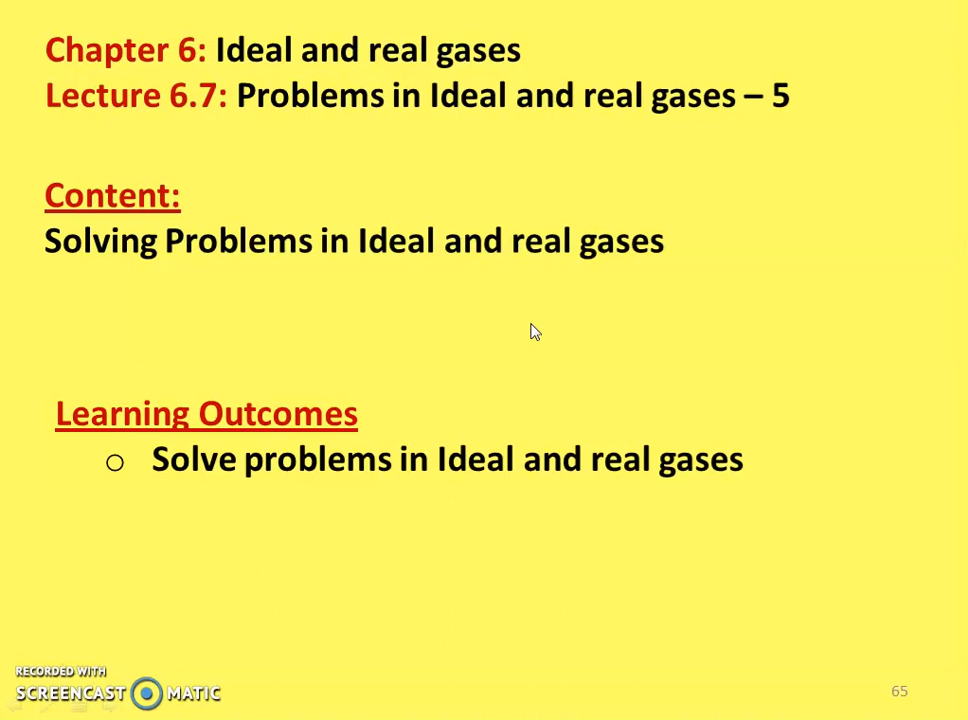 Chapter 6: Ideal and real gases
Lecture 6.7: Problems in Ideal and real gases – 5
Content:
Solving Problems in Ideal and real gases
Learning Outcomes
o Solve problems in Ideal and real gases
RECORDED WITH
SCREENCAST MATIC
65